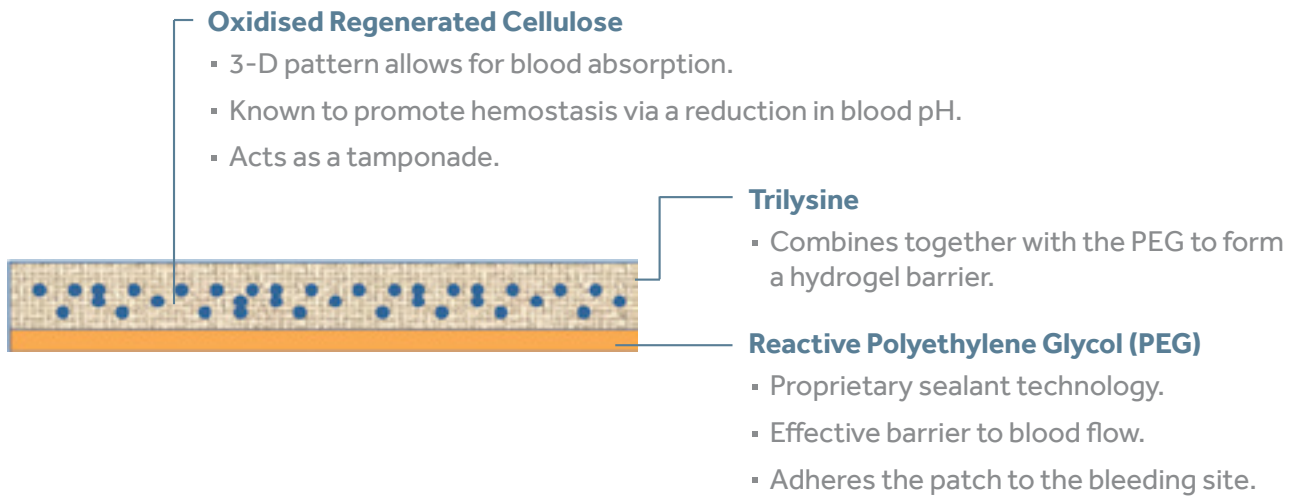 Oxidised Regenerated Cellulose
▪ 3-D pattern allows for blood absorption.
▪ Known to promote hemostasis via a reduction in blood pH.
▪ Acts as a tamponade.
Trilysine
▪ Combines together with the PEG to form
a hydrogel barrier.
Reactive Polyethylene Glycol (PEG)
▪ Proprietary sealant technology.
▪ Effective barrier to blood flow.
▪ Adheres the patch to the bleeding site.